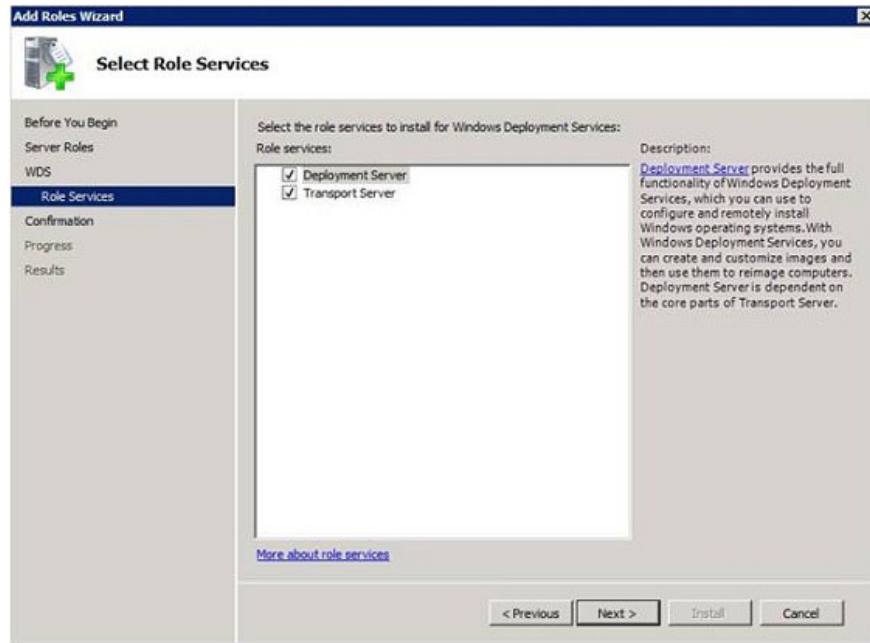 Add Roles Wizard
Select Role Services
Before You Begin
Server Roles
WDS
Role Services
Confirmation
Progress
Results
Select the role services to install for Windows Deployment Services:
Role services:
Deployment Server
Transport Server
More about role services
Description:
Deployment Server provides the full
functionality of Windows Deployment
Services, which you can use to
configure and remotely install
Windows operating systems. With
Windows Deployment Services, you
can create and customize images and
then use them to reimage computers.
Deployment Server is dependent on
the core parts of Transport Server.
< Previous
Next >
Install
Cancel